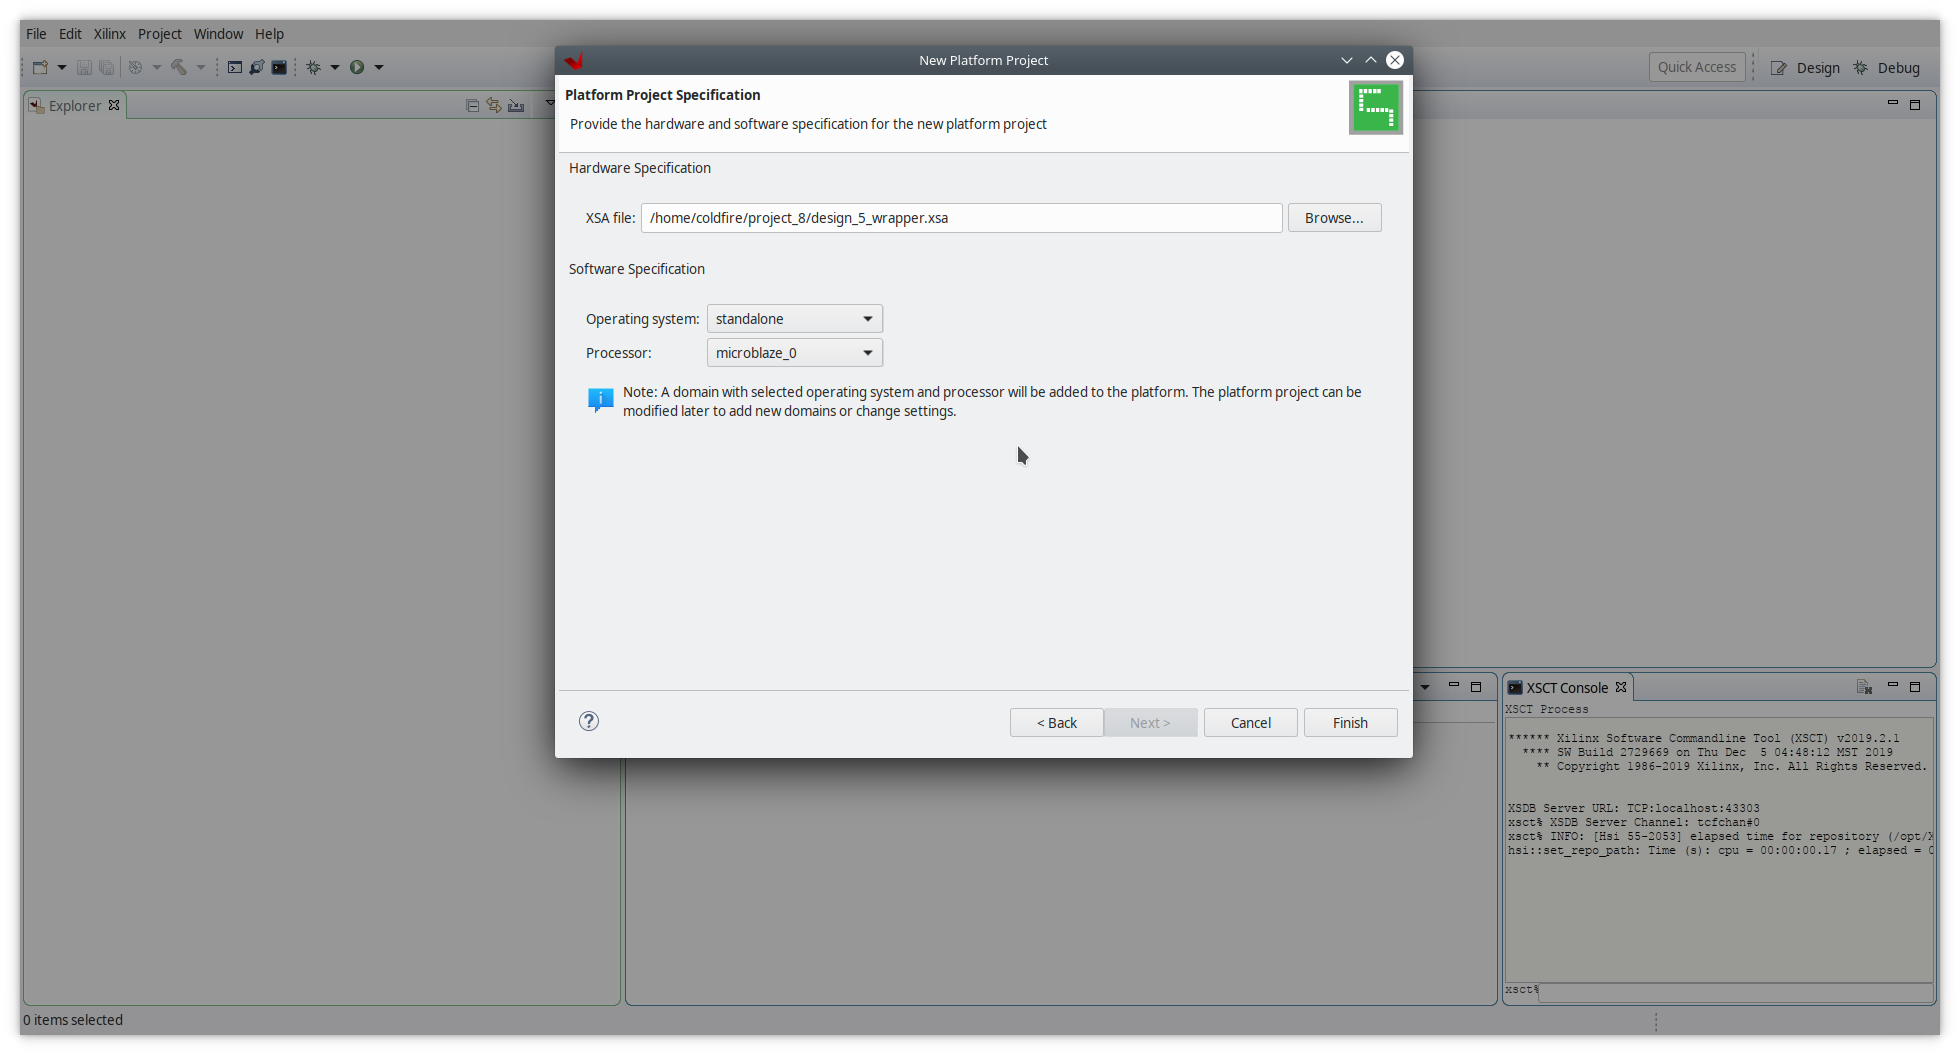 File Edit Xilinx Project Window Help
New Platform Project
Quick Access
Design
Debug
Explorer
Platform Project Specification
Provide the hardware and software specification for the new platform project
Hardware Specification
XSA file: /home/coldfire/project_8/design_5_wrapper.xsa Browse...
Software Specification
Operating system: standalone
Processor: microblaze_0
Note: A domain with selected operating system and processor will be added to the platform. The platform project can be
modified later to add new domains or change settings.
< Back Next > Cancel Finish
XSCT Console
XSCT Process
****** Xilinx Software Commandline Tool (XSCT) v2019.2.1
**** SW Build 2729669 on Thu Dec 5 04:48:12 MST 2019
** Copyright 1986-2019 Xilinx, Inc. All Rights Reserved.
XSDB Server URL: TCP:localhost:43303
xsct% XSDB Server Channel: tcfchan#0
xsct% INFO: [Hsi 55-2053] elapsed time for repository (/opt/X
hsi::set_repo_path: Time (s): cpu = 00:00:00.17 ; elapsed = 0
xsct%
0 items selected